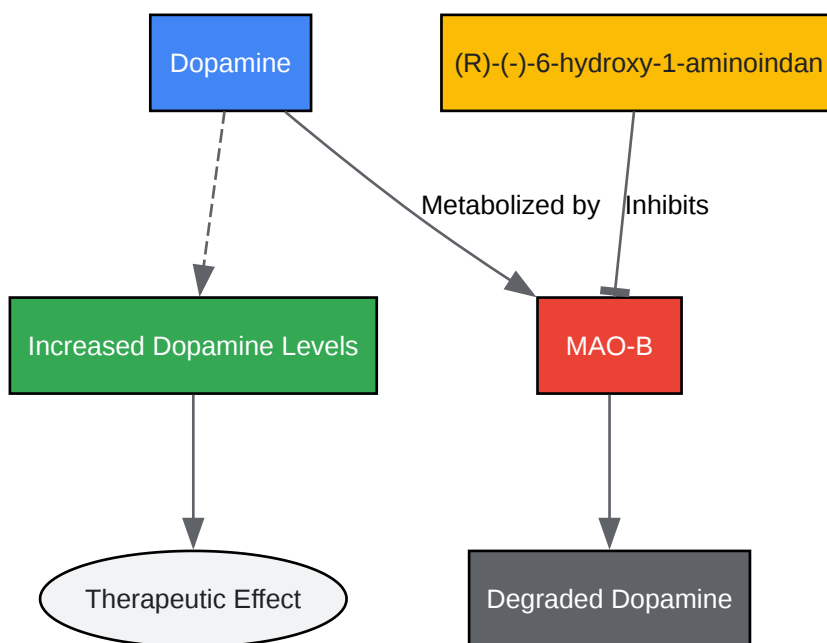 Dopamine
(R)-(-)-6-hydroxy-1-aminoindan
Metabolized by
Inhibits
Increased Dopamine Levels
MAO-B
Therapeutic Effect
Degraded Dopamine